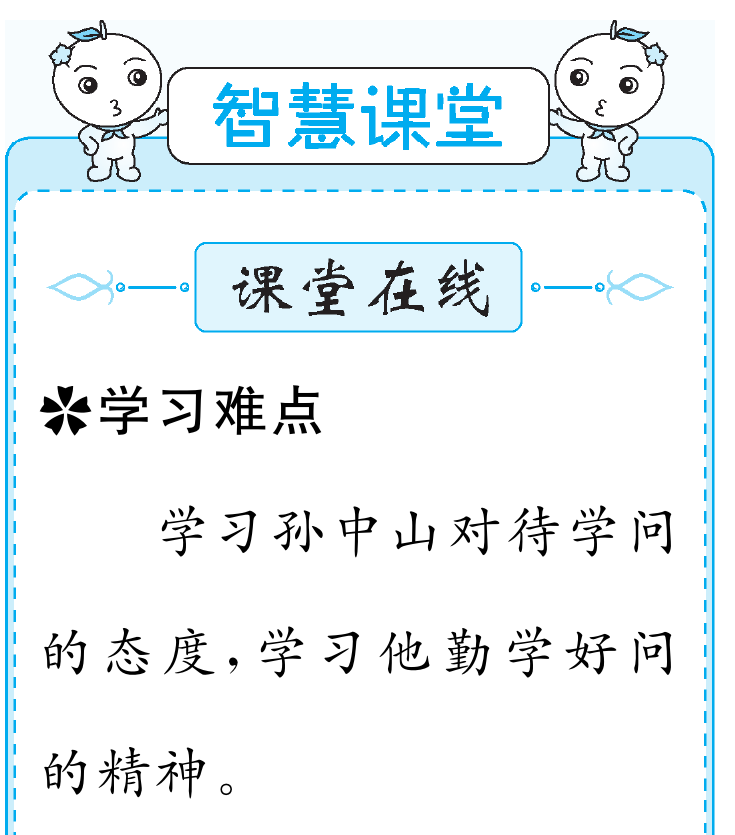 智慧课堂
课堂在线
学习难点
学习孙中山对待学问
的态度，学习他勤学好问
的精神。